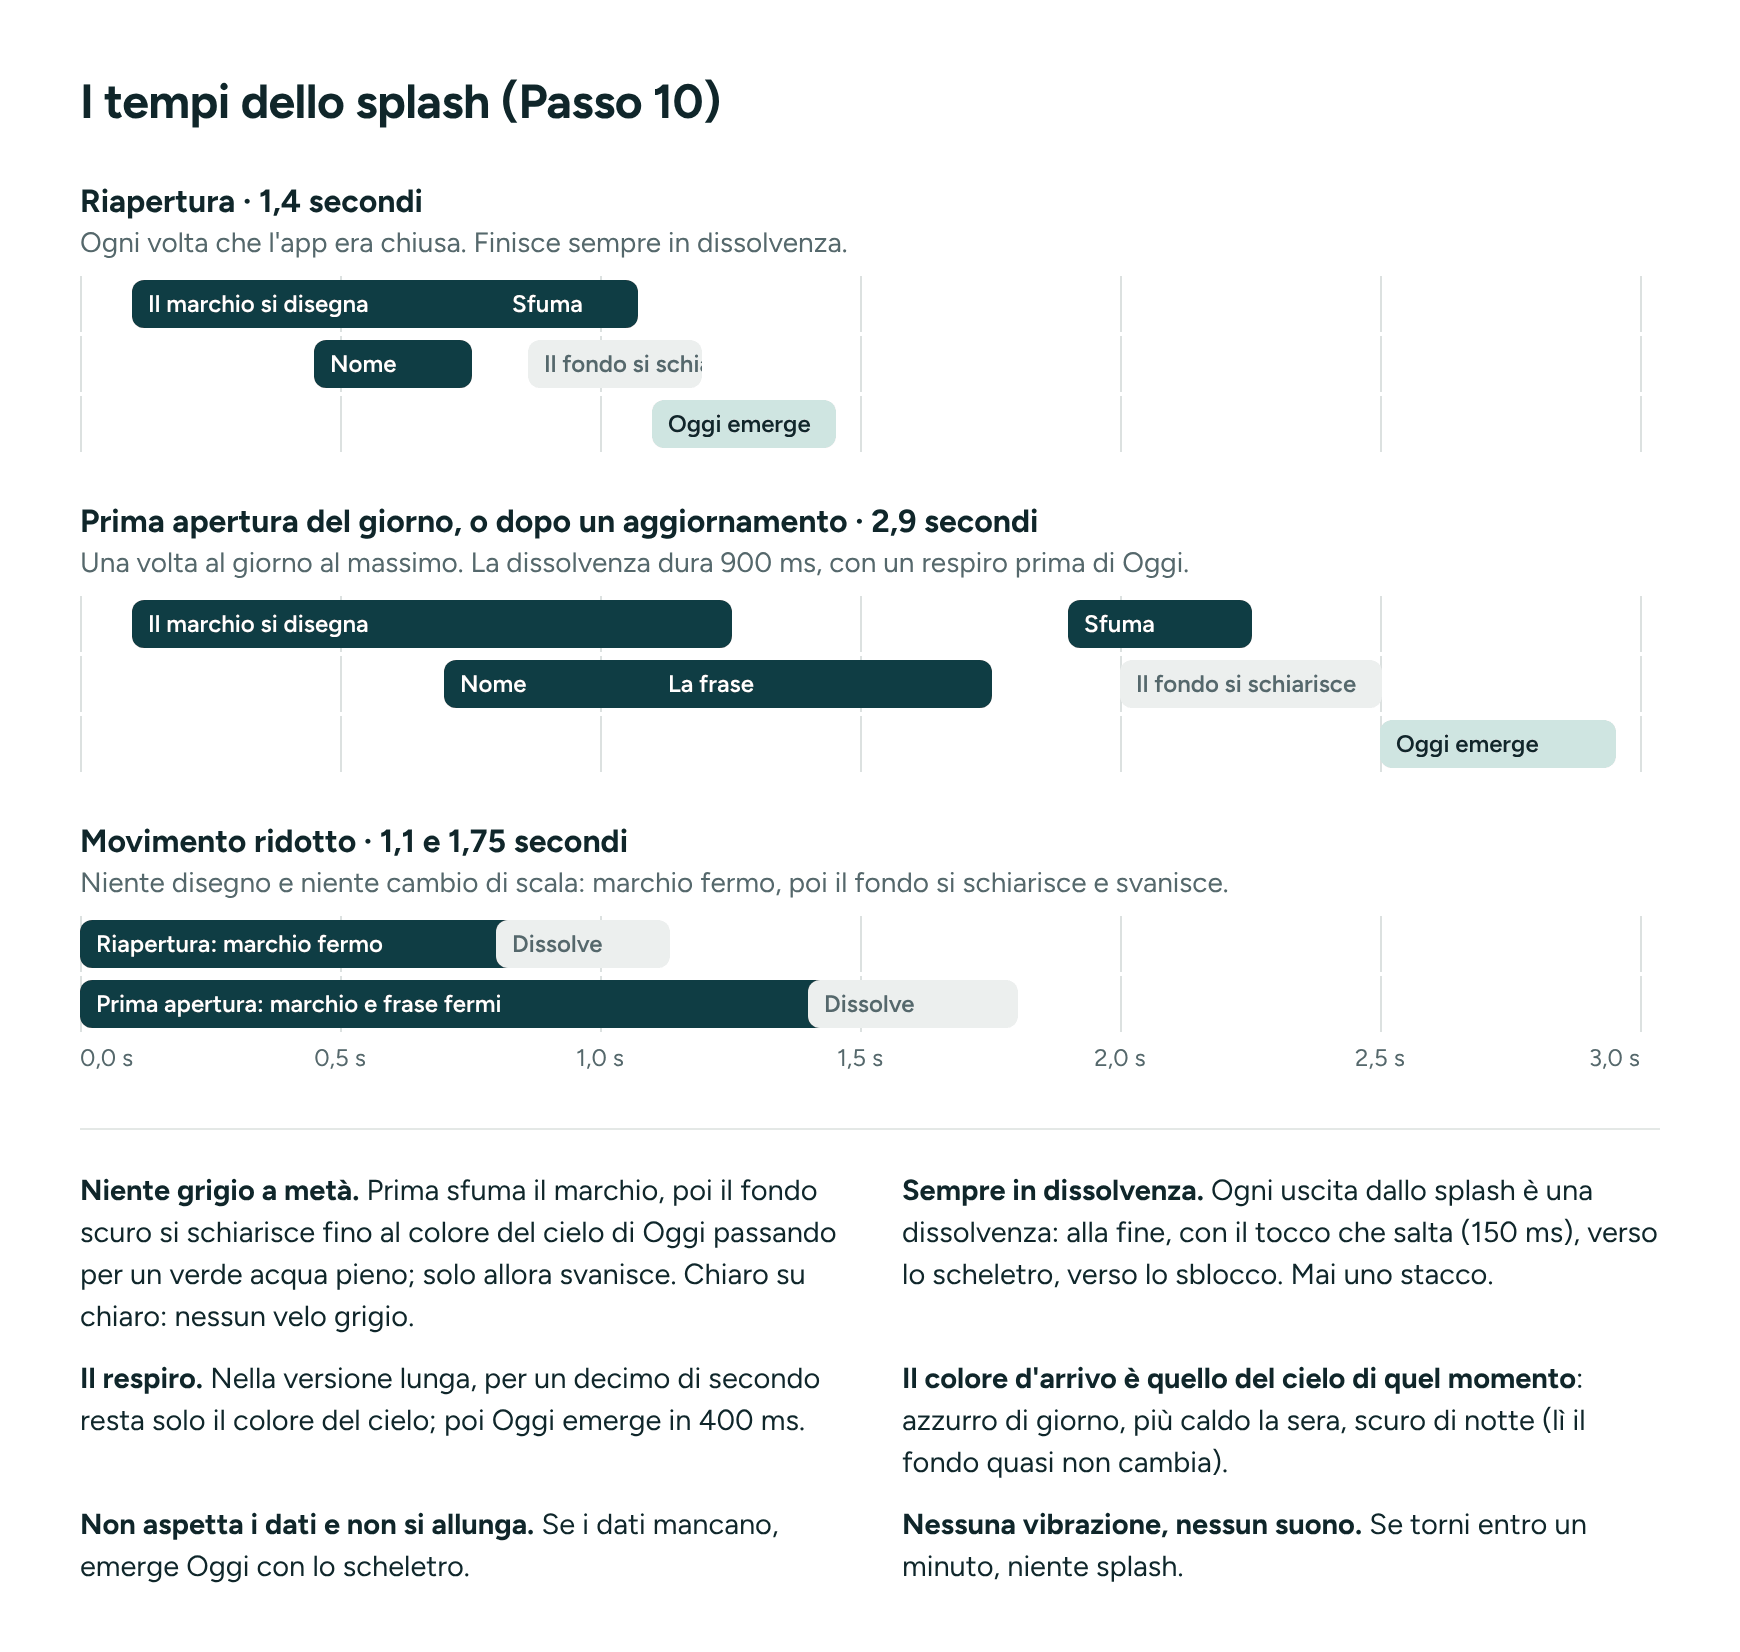 I tempi dello splash (Passo 10)
Riapertura · 1,4 secondi
Ogni volta che l'app era chiusa. Finisce sempre in dissolvenza.
Il marchio si disegna Sfuma
Nome Il fondo si schia
Oggi emerge
Prima apertura del giorno, o dopo un aggiornamento · 2,9 secondi
Una volta al giorno al massimo. La dissolvenza dura 900 ms, con un respiro prima di Oggi.
Il marchio si disegna Sfuma
Nome La frase Il fondo si schiarisce
Oggi emerge
Movimento ridotto · 1,1 e 1,75 secondi
Niente disegno e niente cambio di scala: marchio fermo, poi il fondo si schiarisce e svanisce.
Riapertura: marchio fermo Dissolve
Prima apertura: marchio e frase fermi Dissolve
0,0 s 0,5 s 1,0 s 1,5 s 2,0 s 2,5 s 3,0 s
Niente grigio a metà. Prima sfuma il marchio, poi il fondo
scuro si schiarisce fino al colore del cielo di Oggi passando
per un verde acqua pieno; solo allora svanisce. Chiaro su
chiaro: nessun velo grigio.
Sempre in dissolvenza. Ogni uscita dallo splash è una
dissolvenza: alla fine, con il tocco che salta (150 ms), verso
lo scheletro, verso lo sblocco. Mai uno stacco.
Il respiro. Nella versione lunga, per un decimo di secondo
resta solo il colore del cielo; poi Oggi emerge in 400 ms.
Il colore d'arrivo è quello del cielo di quel momento:
azzurro di giorno, più caldo la sera, scuro di notte (lì il
fondo quasi non cambia).
Non aspetta i dati e non si allunga. Se i dati mancano,
emerge Oggi con lo scheletro.
Nessuna vibrazione, nessun suono. Se torni entro un
minuto, niente splash.